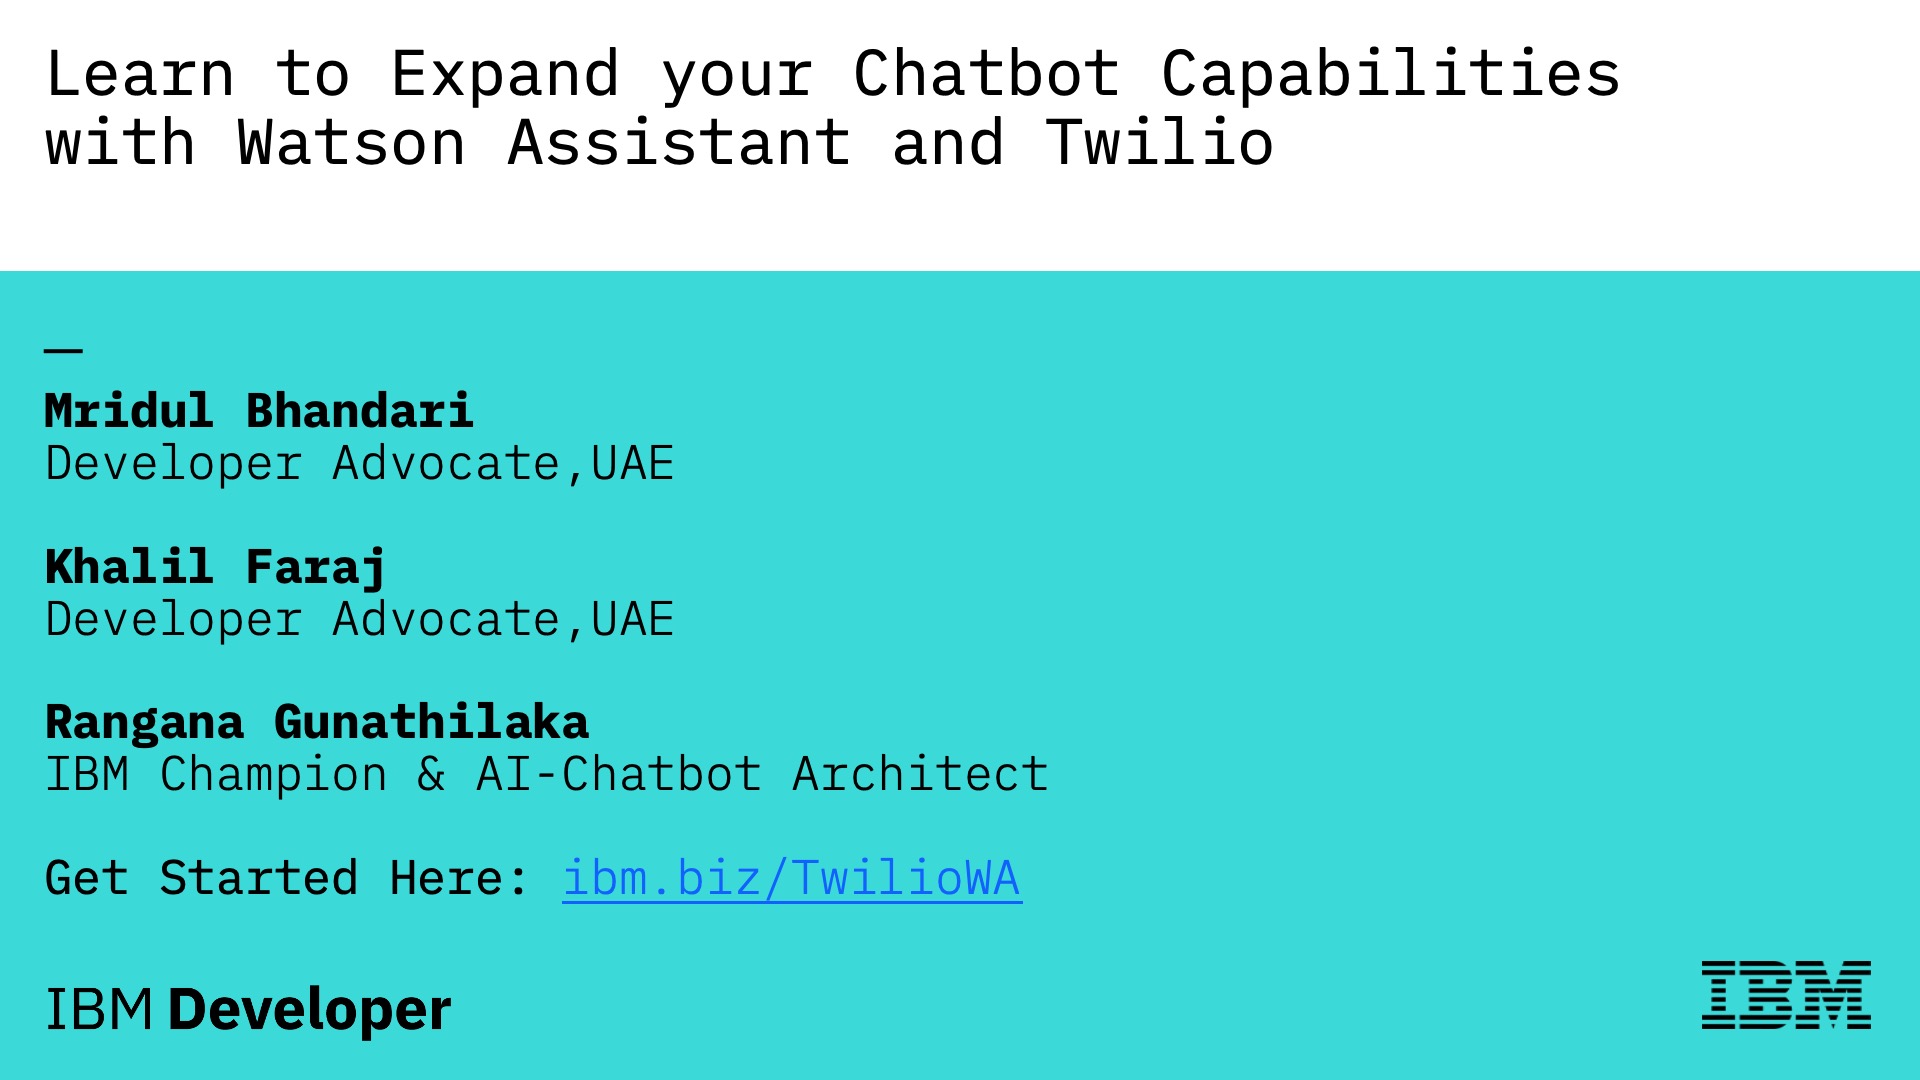 Learn to Expand your Chatbot Capabilities
with Watson Assistant and Twilio
—
Mridul Bhandari
Developer Advocate,UAE
Khalil Faraj
Developer Advocate,UAE
Rangana Gunathilaka
IBM Champion & AI-Chatbot Architect
Get Started Here: ibm.biz/TwilioWA
IBM Developer
IBM